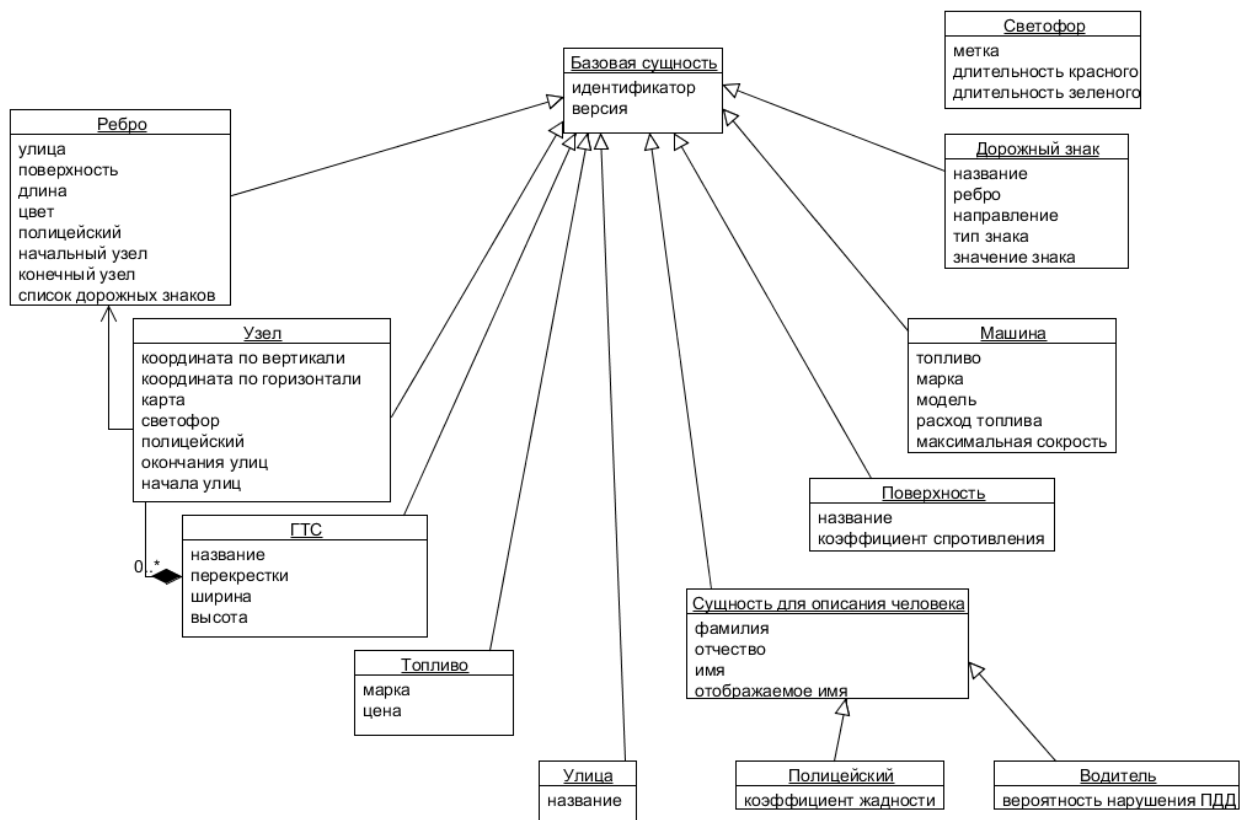 Светофор
метка
длительность красного
длительность зеленого
Базовая сущность
идентификатор
версия
Ребро
улица
поверхность
длина
цвет
полицейский
начальный узел
конечный узел
список дорожных знаков
Дорожный знак
название
ребро
направление
тип знака
значение знака
Узел
координата по вертикали
координата по горизонтали
карта
светофор
полицейский
окончания улиц
начала улиц
Машина
топливо
марка
модель
расход топлива
максимальная сокрость
Поверхность
название
коэффициент спротивления
ГТС
название
перекрестки
ширина
высота
0..*
Сущность для описания человека
фамилия
отчество
имя
отображаемое имя
Топливо
марка
цена
Улица
название
Полицейский
коэффициент жадности
Водитель
вероятность нарушения ПДД